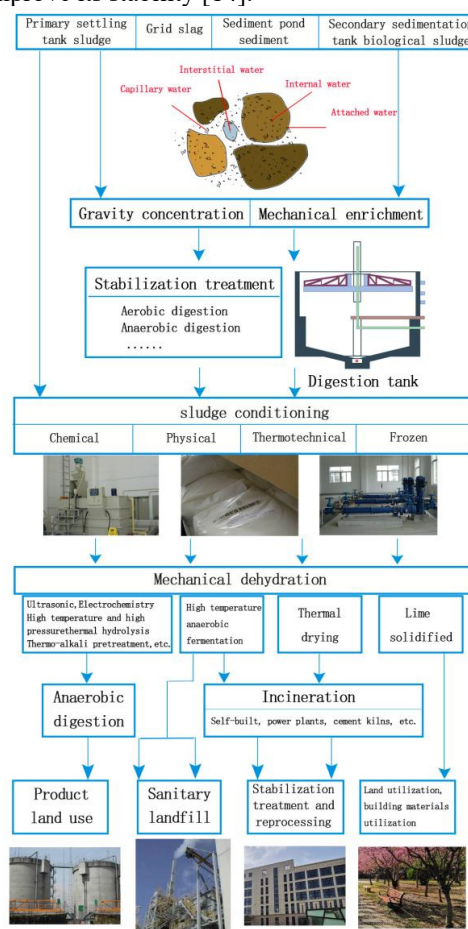 improve its stability [14].
Primary settling
tank sludge
Grid slag
Sediment pond
sediment
Secondary sedimentation
tank biological sludge
Interstitial water
Capillary water
Internal water
Attached water
Gravity concentration
Mechanical enrichment
Stabilization treatment
Aerobic digestion
Anaerobic digestion
......
Digestion tank
sludge conditioning
Chemical
Physical
Thermotechnical
Frozen
Mechanical dehydration
Ultrasonic, Electrochemistry
High temperature and high
pressurethermal hydrolysis
Thermo-alkali pretreatment, etc.
High temperature
anaerobic
fermentation
Thermal
drying
Lime
solidified
Anaerobic
digestion
Incineration
Self-built, power plants, cement kilns, etc.
Product
land use
Sanitary
landfill
Stabilization
treatment and
reprocessing
Land utilization,
building materials
utilization